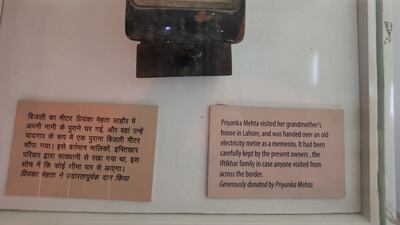 बिजली का मीटर प्रियंका मेहता लाहौर में
अपनी नानी के पुराने घर गईं, और वहां उन्हें
यादगार के रूप में एक पुराना बिजली मीटर
सौंपा गया। इसे वर्तमान मालिकों, इफ्तिखार
परिवार द्वारा सावधानी से रखा गया था, इस
सोच में कि कोई सीमा पार से आएगा।
प्रियंका मेहता ने उदारतापूर्वक दान किया
Priyanka Mehta visited her grandmother's
house in Lahore, and was handed over an old
electricity metre as a memento. It had been
carefully kept by the present owners , the
Iftikhar family in case anyone visited from
across the border.
Generously donated by Priyanka Mehta